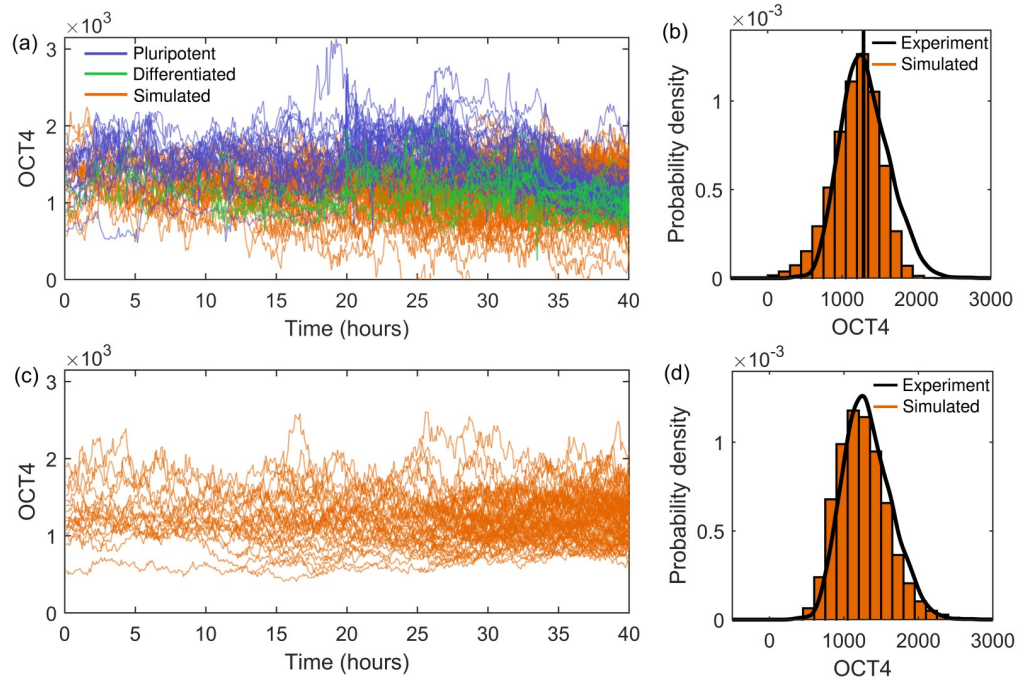 (a)
×10³
Pluripotent
Differentiated
Simulated
3
2
1
0
OCT4
0 5 10 15 20 25 30 35 40
Time (hours)
(b)
×10⁻³
Experiment
Simulated
1
0.5
0
Probability density
0 1000 2000 3000
OCT4
(c)
×10³
3
2
1
0
OCT4
0 5 10 15 20 25 30 35 40
Time (hours)
(d)
×10⁻³
Experiment
Simulated
1
0.5
0
Probability density
0 1000 2000 3000
OCT4